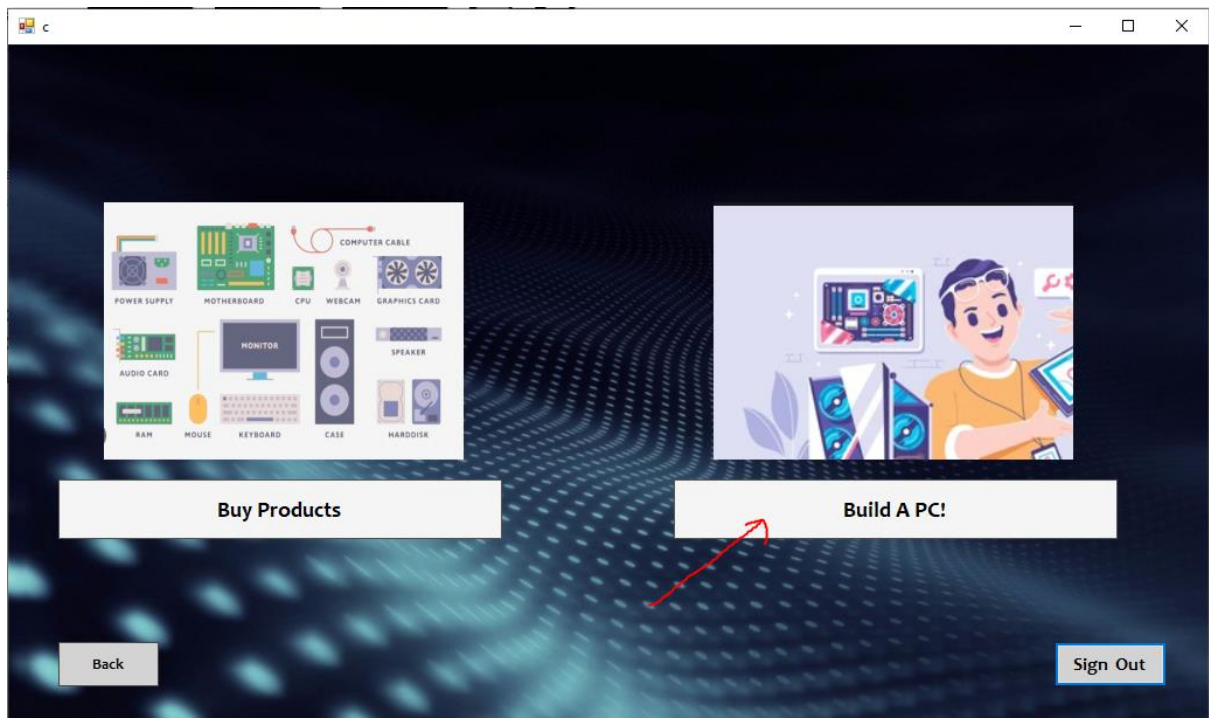 c
COMPUTER CABLE
POWER SUPPLY MOTHERBOARD CPU WEBCAM GRAPHICS CARD
MONITOR
SPEAKER
AUDIO CARD
RAM MOUSE KEYBOARD CASE HARDDISK
Buy Products
Build A PC!
Back
Sign Out